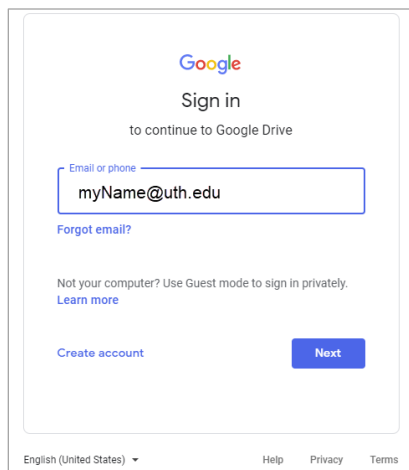 Google
Sign in
to continue to Google Drive
Email or phone
myName@uth.edu
Forgot email?
Not your computer? Use Guest mode to sign in privately.
Learn more
Create account
Next
English (United States)
Help Privacy Terms